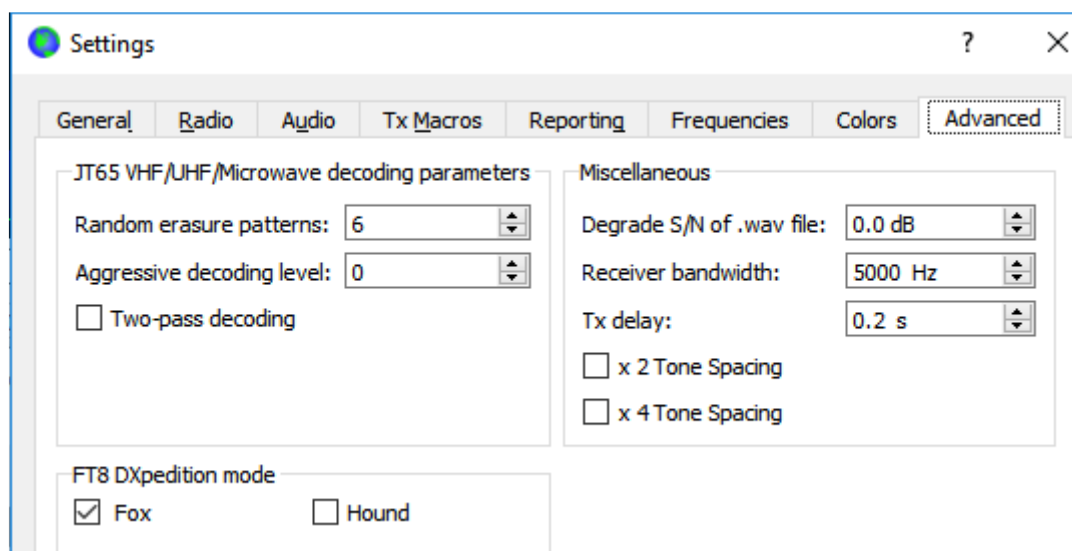 Settings
?
General Radio Audio Tx Macros Reporting Frequencies Colors Advanced
JT65 VHF/UHF/Microwave decoding parameters
Random erasure patterns: 6
Aggressive decoding level: 0
Two-pass decoding
Miscellaneous
Degrade S/N of .wav file: 0.0 dB
Receiver bandwidth: 5000 Hz
Tx delay: 0.2 s
x 2 Tone Spacing
x 4 Tone Spacing
FT8 DXpedition mode
Fox Hound